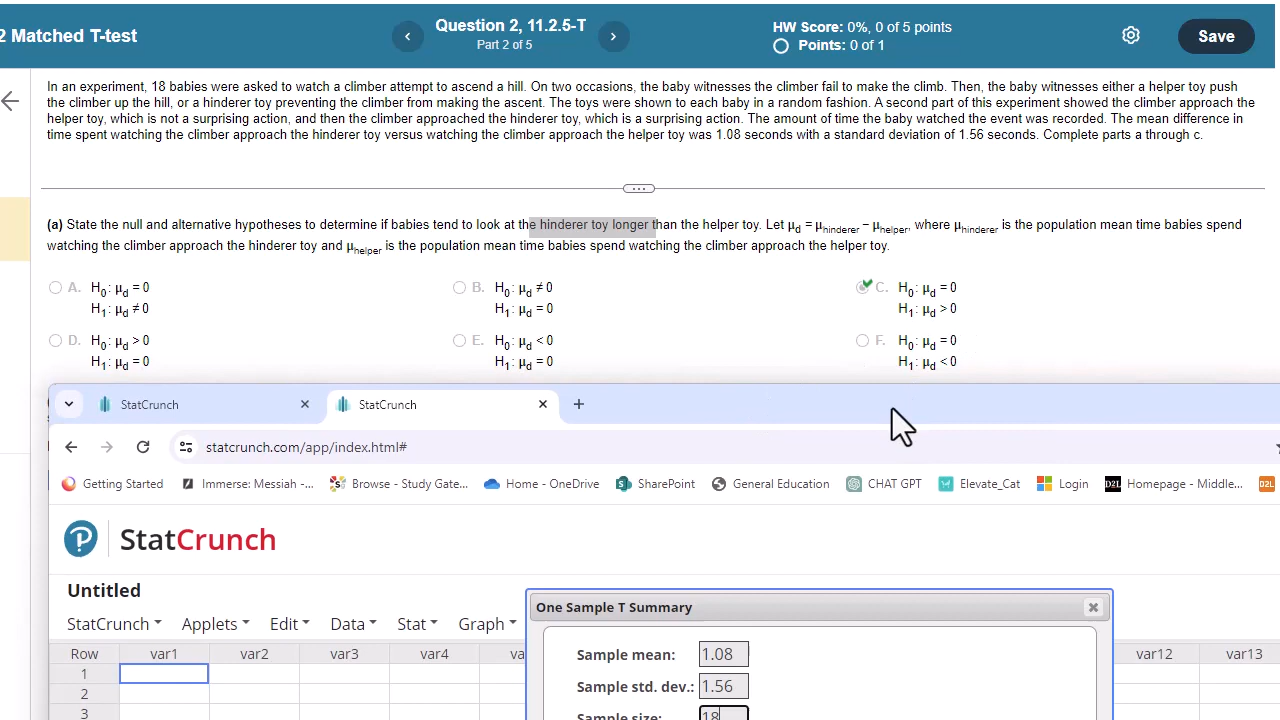 2 Matched T-test
Question 2, 11.2.5-T
Part 2 of 5
HW Score: 0%, 0 of 5 points
Points: 0 of 1
Save
In an experiment, 18 babies were asked to watch a climber attempt to ascend a hill. On two occasions, the baby witnesses the climber fail to make the climb. Then, the baby witnesses either a helper toy push
the climber up the hill, or a hinderer toy preventing the climber from making the ascent. The toys were shown to each baby in a random fashion. A second part of this experiment showed the climber approach the
helper toy, which is not a surprising action, and then the climber approached the hinderer toy, which is a surprising action. The amount of time the baby watched the event was recorded. The mean difference in
time spent watching the climber approach the hinderer toy versus watching the climber approach the helper toy was 1.08 seconds with a standard deviation of 1.56 seconds. Complete parts a through c.
(a) State the null and alternative hypotheses to determine if babies tend to look at the hinderer toy longer than the helper toy. Let μd = μhinderer − μhelper, where μhinderer is the population mean time babies spend
watching the climber approach the hinderer toy and μhelper is the population mean time babies spend watching the climber approach the helper toy.
A. H0: μd = 0
H1: μd ≠ 0
B. H0: μd ≠ 0
H1: μd = 0
C. H0: μd = 0
H1: μd > 0
D. H0: μd > 0
H1: μd = 0
E. H0: μd < 0
H1: μd = 0
F. H0: μd = 0
H1: μd < 0
StatCrunch
StatCrunch
statcrunch.com/app/index.html#
Getting Started
Immerse: Messiah -...
Browse - Study Gate...
Home - OneDrive
SharePoint
General Education
CHAT GPT
Elevate_Cat
Login
D2L Homepage - Middle...
D2L
P StatCrunch
Untitled
StatCrunch Applets Edit Data Stat Graph
One Sample T Summary
Row var1 var2 var3 var4 va var12 var13
1
2
3
Sample mean: 1.08
Sample std. dev.: 1.56
Sample size: 18